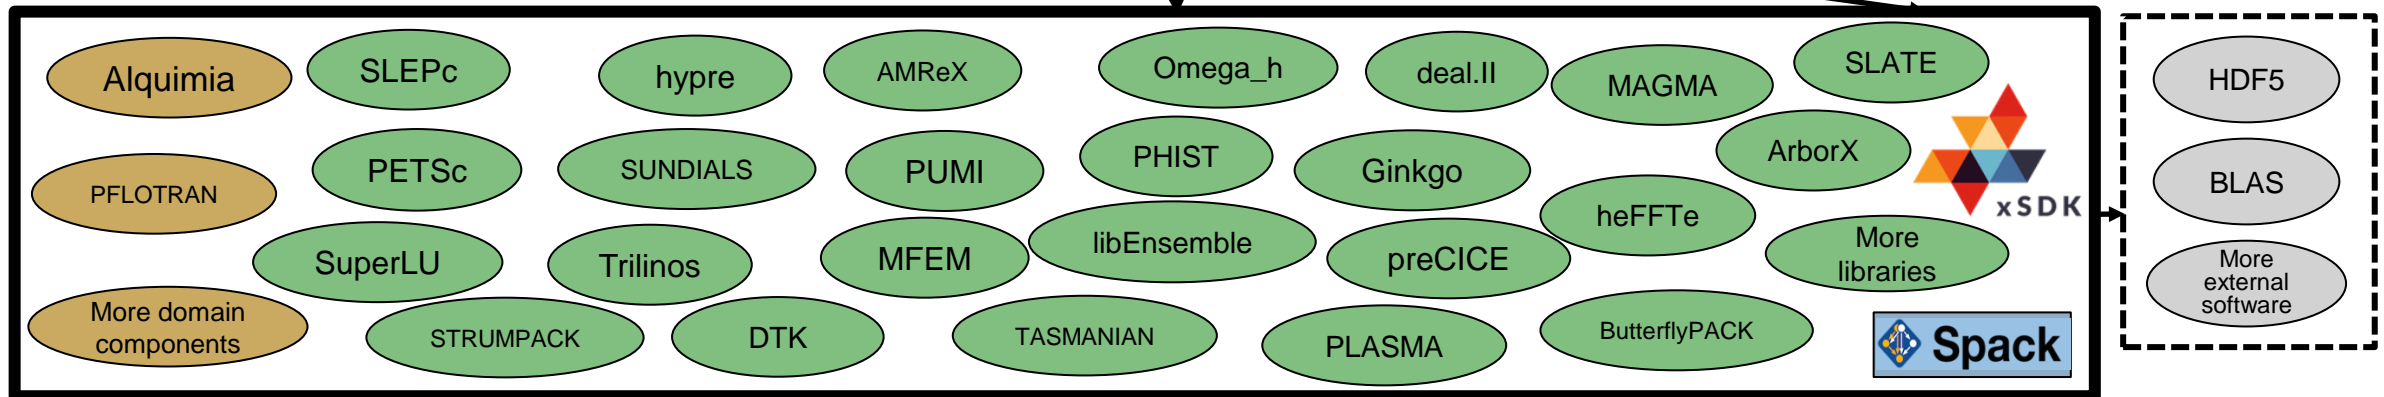 Alquimia
SLEPc
hypre
AMReX
Omega_h
deal.II
MAGMA
SLATE
HDF5
PFLOTRAN
PETSc
SUNDIALS
PUMI
PHIST
Ginkgo
ArborX
xSDK
BLAS
SuperLU
Trilinos
MFEM
libEnsemble
preCICE
heFFTe
More
libraries
More
external
software
More domain
components
STRUMPACK
DTK
TASMANIAN
PLASMA
ButterflyPACK
Spack